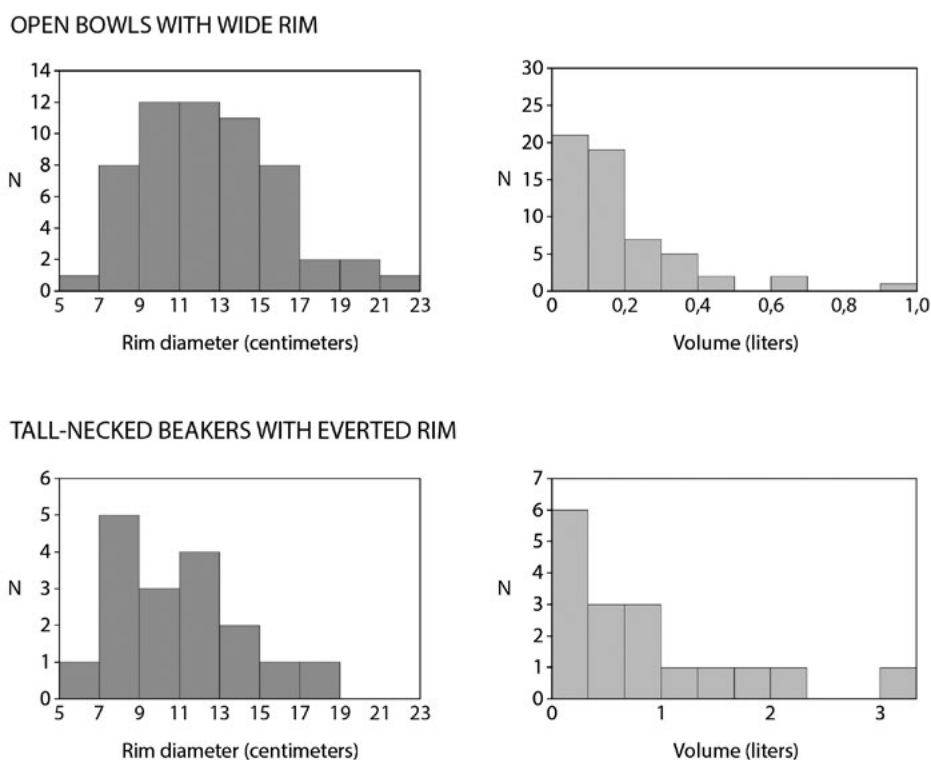 OPEN BOWLS WITH WIDE RIM
14
12
10
8
6
4
2
0
N
5 7 9 11 13 15 17 19 21 23
Rim diameter (centimeters)
30
25
20
15
10
5
0
N
0 0,2 0,4 0,6 0,8 1,0
Volume (liters)
TALL-NECKED BEAKERS WITH EVERTED RIM
6
5
4
3
2
1
0
N
5 7 9 11 13 15 17 19 21 23
Rim diameter (centimeters)
7
6
5
4
3
2
1
0
N
0 1 2 3
Volume (liters)